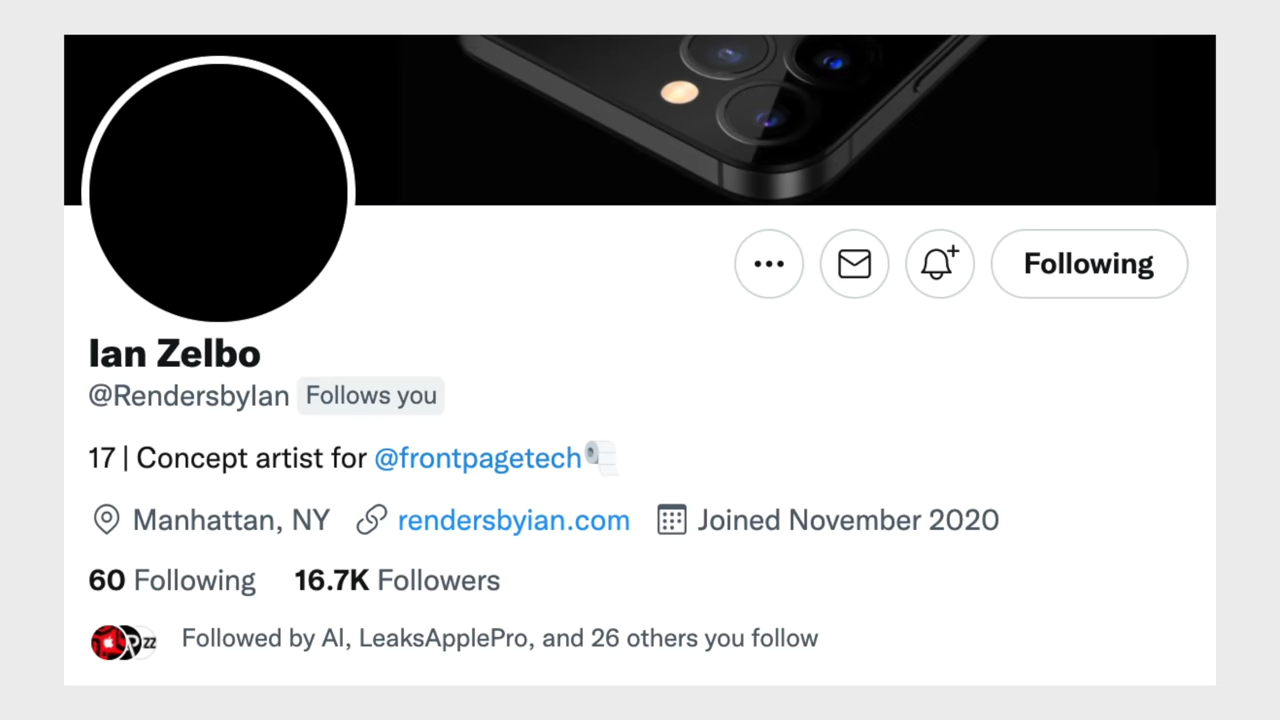 Following
Ian Zelbo
@RendersbyIan Follows you
17 | Concept artist for @frontpagetech🧻
Manhattan, NY rendersbyian.com Joined November 2020
60 Following 16.7K Followers
Followed by Al, LeaksApplePro, and 26 others you follow